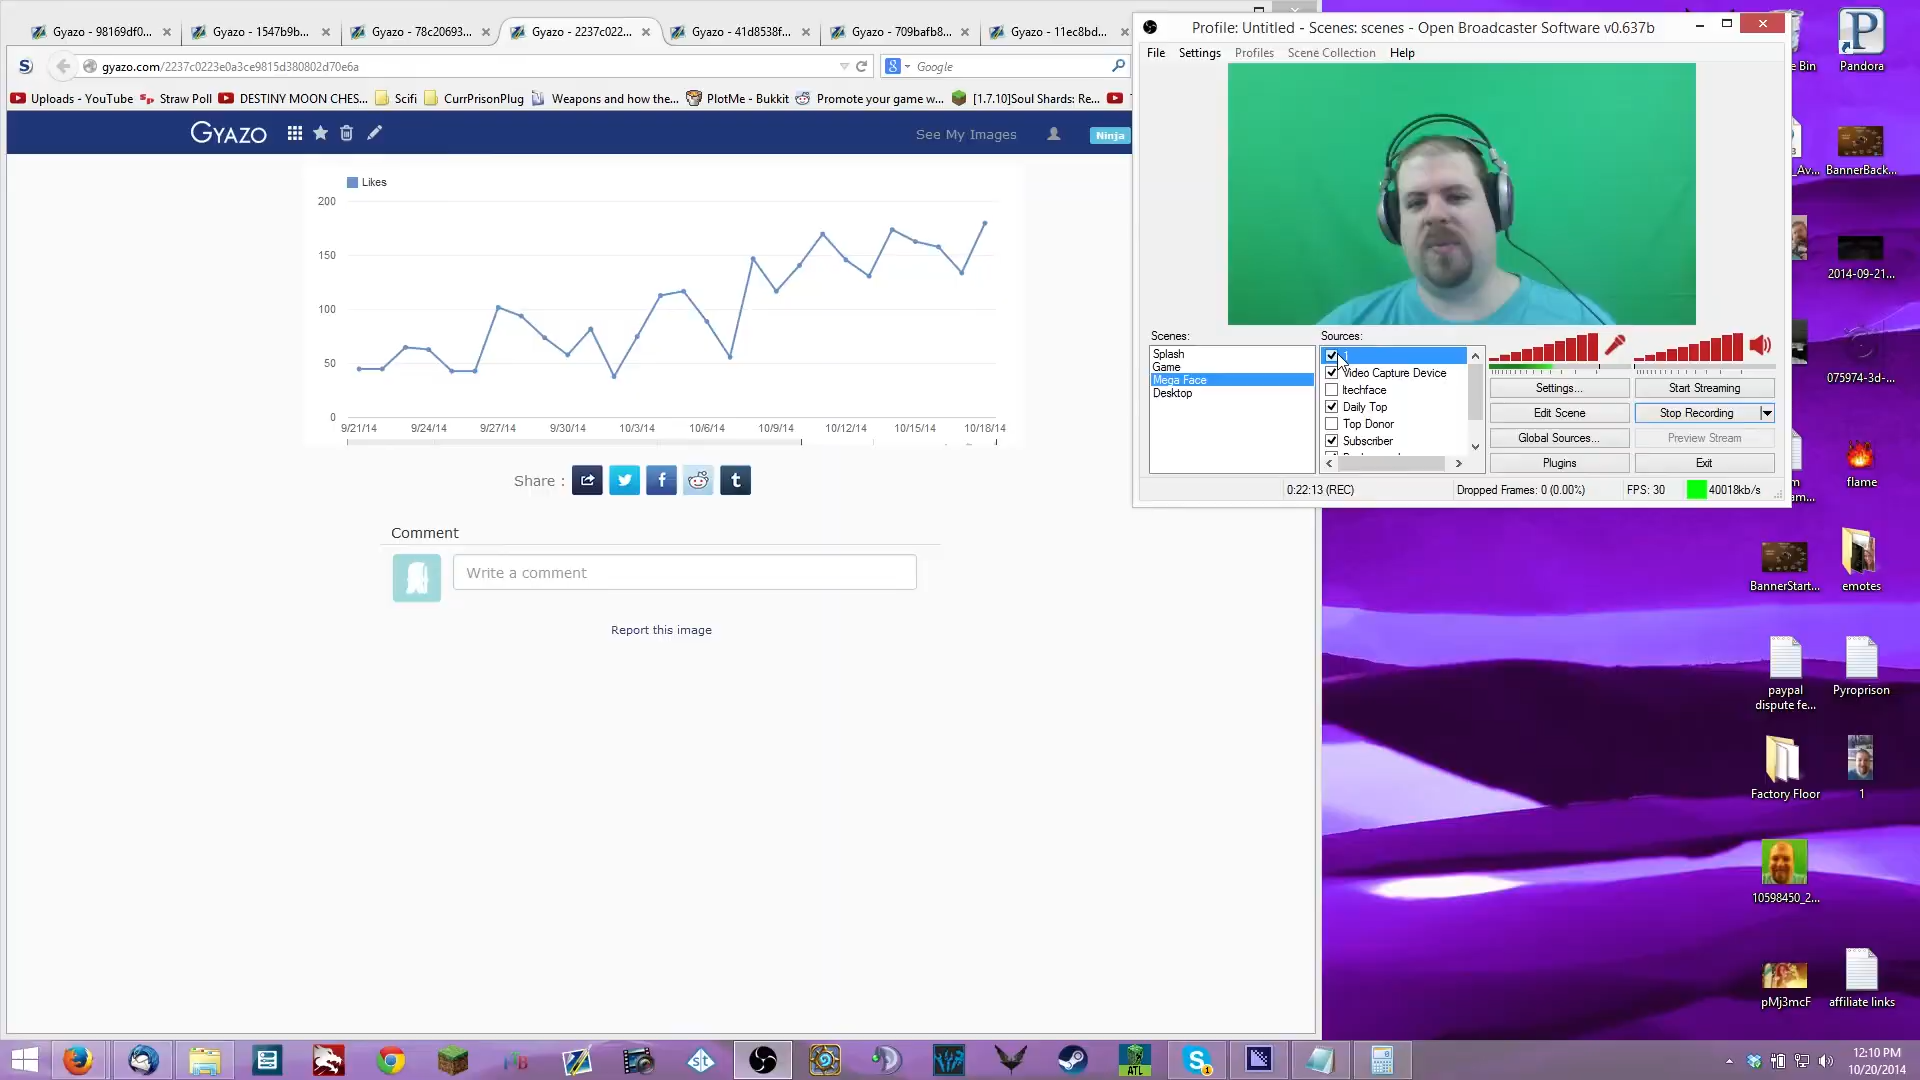 Gyazo - 98169df0...
Gyazo - 1547b9b...
Gyazo - 78c20693...
Gyazo - 2237c022...
Gyazo - 41d8538f...
Gyazo - 709bafb8...
Gyazo - 11ec8bd...
gyazo.com/2237c0223e0a3ce9815d380802d70e6a
Google
Uploads - YouTube
Straw Poll
DESTINY MOON CHES...
Scifi
CurrPrisonPlug
Weapons and how the...
PlotMe - Bukkit
Promote your game w...
[1.7.10]Soul Shards: Re...
GYAZO
See My Images
Ninja
Likes
200
150
100
50
0
9/21/14 9/24/14 9/27/14 9/30/14 10/3/14 10/6/14 10/9/14 10/12/14 10/15/14 10/18/14
Share :
Comment
Write a comment
Report this image
Profile: Untitled - Scenes: scenes - Open Broadcaster Software v0.637b
File Settings Profiles Scene Collection Help
Scenes:
Splash
Game
Mega Face
Desktop
Sources:
1
Video Capture Device
Itechface
Daily Top
Top Donor
Subscriber
Settings...
Start Streaming
Edit Scene
Stop Recording
Global Sources...
Preview Stream
Plugins
Exit
0:22:13 (REC)
Dropped Frames: 0 (0.00%)
FPS: 30
40018kb/s
e Bin
Pandora
_Av...
BannerBack...
2014-09-21...
075974-3d-...
am...
flame
BannerStart...
emotes
paypal
dispute fe...
Pyroprison
Factory Floor
1
10598450_2...
pMj3mcF
affiliate links
ATL
12:10 PM
10/20/2014